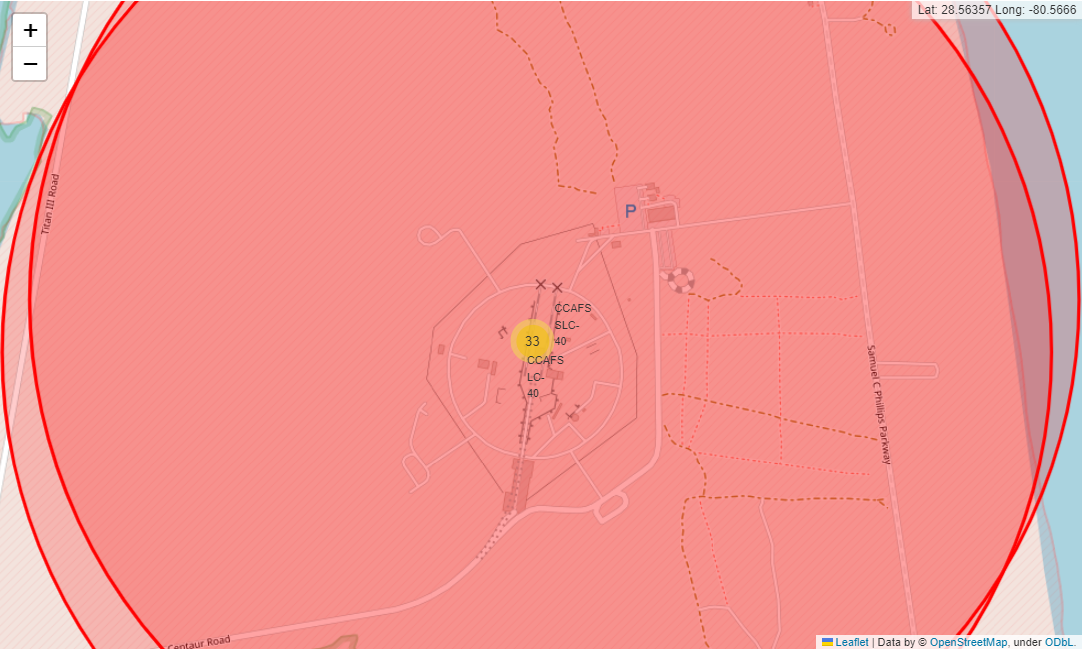 +
Lat: 28.56357 Long: -80.5666
−
Titan III Road
P
CCAFS
SLC-
40
33
CCAFS
LC-
40
Samuel C Phillips Parkway
Centaur Road
Leaflet | Data by © OpenStreetMap, under ODbL.